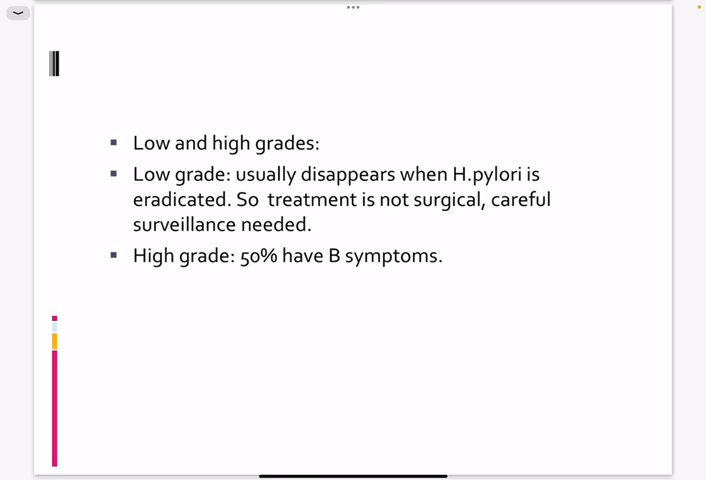 Low and high grades:
Low grade: usually disappears when H.pylori is
eradicated. So treatment is not surgical, careful
surveillance needed.
High grade: 50% have B symptoms.